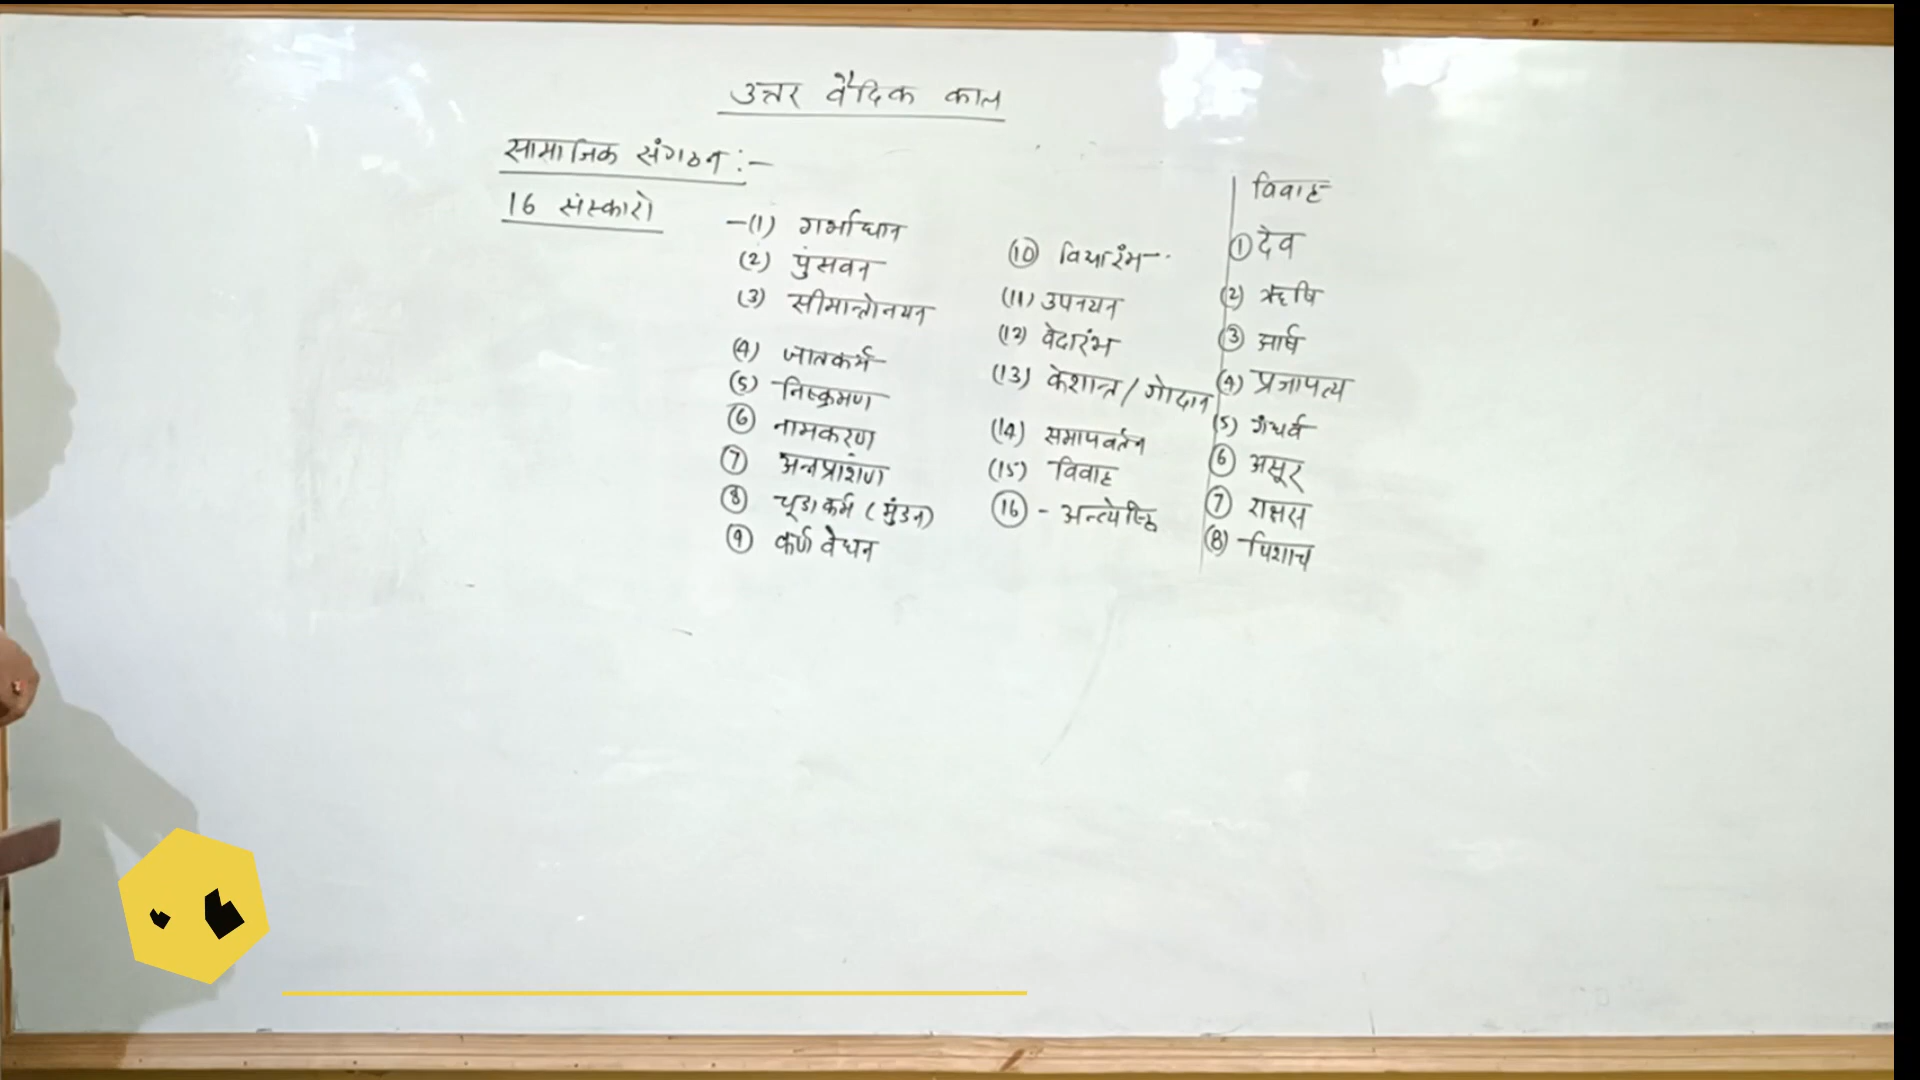 उत्तर वैदिक काल
सामाजिक संगठन :-
16 संस्कारो
-(1) गर्भाधान
(2) पुंसवन
(3) सीमान्तोनयन
(4) जातकर्म
(5) निष्क्रमण
(6) नामकरण
(7) अन्नप्राशण
(8) चूडाकर्म (मुंडन)
(9) कर्ण वेधन
(10) विद्यारंभ
(11) उपनयन
(12) वेदारंभ
(13) केशान्त / गोदान
(14) समापवर्तन
(15) विवाह
(16) - अन्त्येष्ठि
विवाह
(1) देव
(2) ऋषि
(3) आर्ष
(4) प्रजापत्य
(5) गंधर्व
(6) असूर
(7) राक्षस
(8) पिशाच